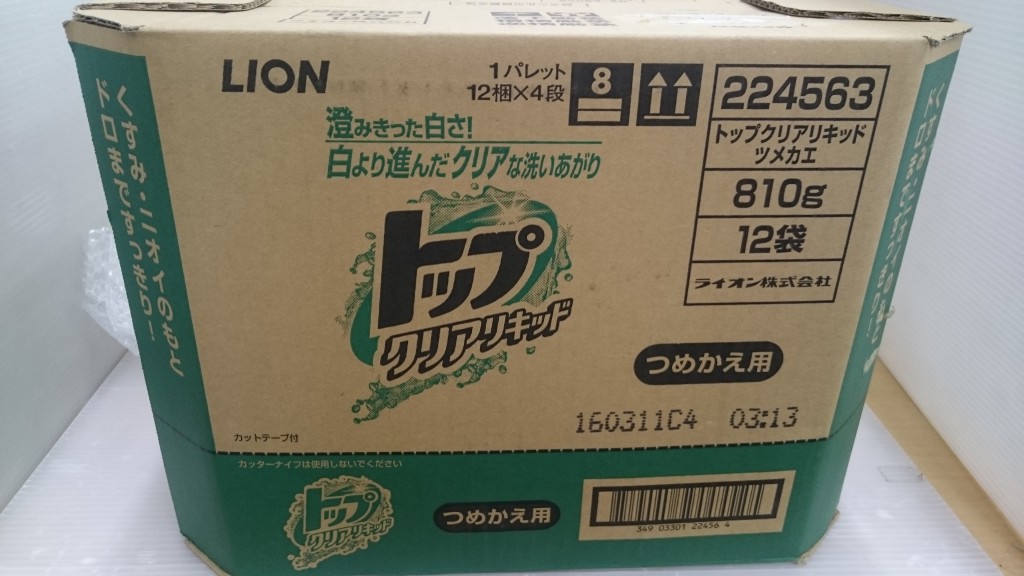 LION
1パレット
12梱×4段
8
224563
トップクリアリキッド
ツメカエ
810g
12袋
ライオン株式会社
澄みきった白さ!
白より進んだクリアな洗いあがり
トップ
クリアリキッド
つめかえ用
160311C4 03:13
くすみ・ニオイのもと
ドロまですっきり!
カットテープ付
カッターナイフは使用しないでください
トップ
クリアリキッド
つめかえ用
349 03301 22456 4